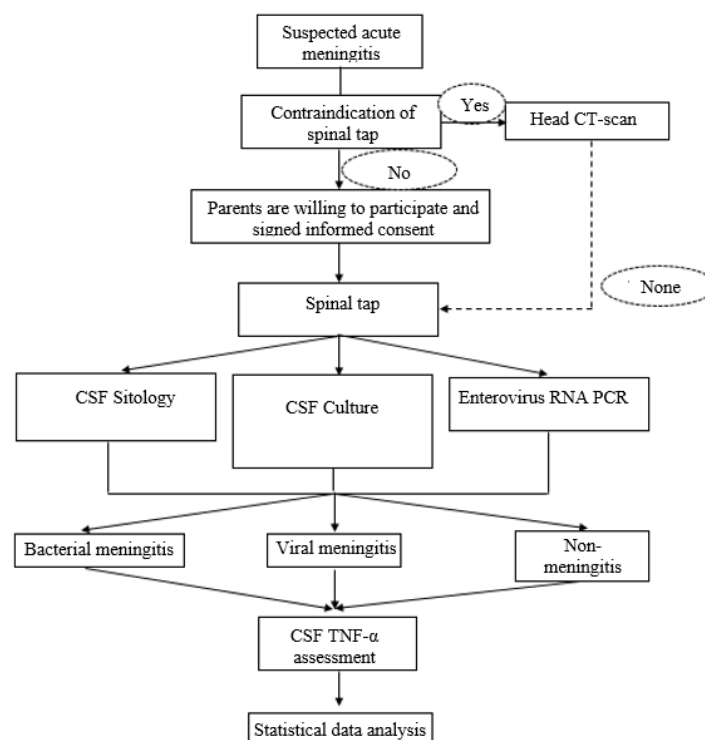 Suspected acute
meningitis
Contraindication of
spinal tap
Yes
Head CT-scan
No
Parents are willing to participate and
signed informed consent
None
Spinal tap
CSF Sitology
CSF Culture
Enterovirus RNA PCR
Bacterial meningitis
Viral meningitis
Non-
meningitis
CSF TNF-α
assessment
Statistical data analysis